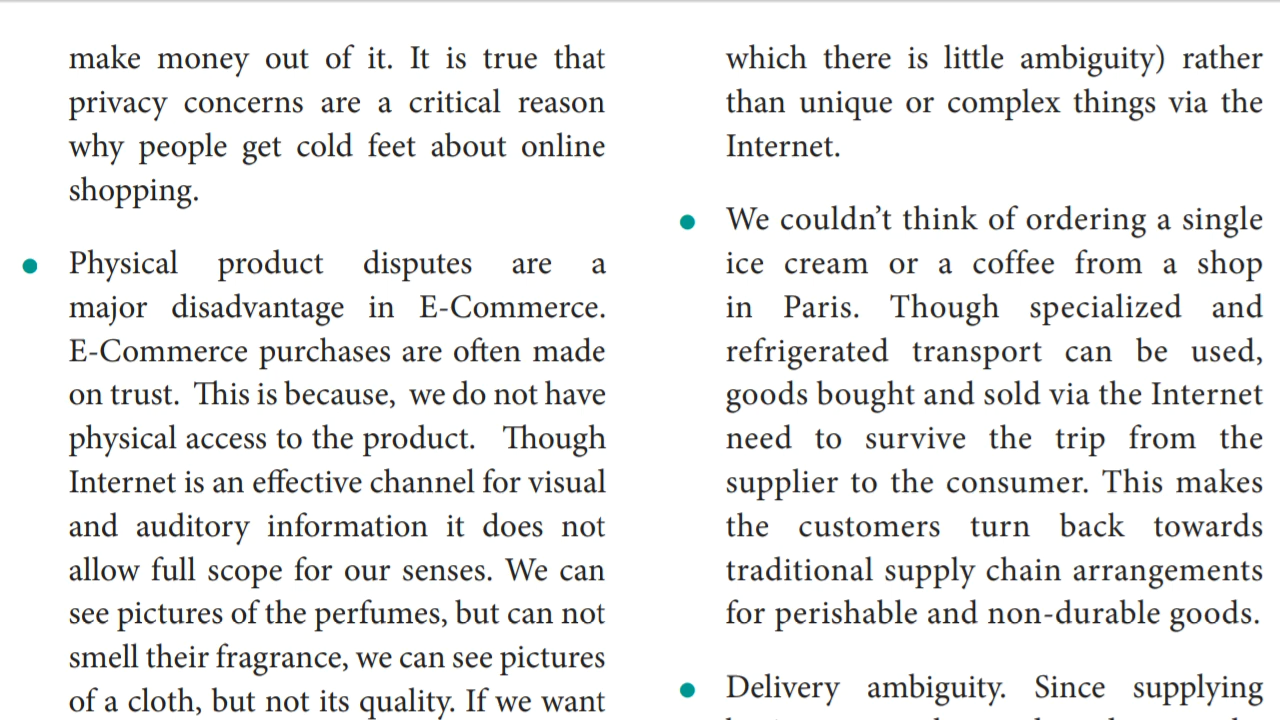 make money out of it. It is true that
privacy concerns are a critical reason
why people get cold feet about online
shopping.
● Physical product disputes are a
major disadvantage in E-Commerce.
E-Commerce purchases are often made
on trust. This is because, we do not have
physical access to the product. Though
Internet is an effective channel for visual
and auditory information it does not
allow full scope for our senses. We can
see pictures of the perfumes, but can not
smell their fragrance, we can see pictures
of a cloth, but not its quality. If we want
which there is little ambiguity) rather
than unique or complex things via the
Internet.
● We couldn’t think of ordering a single
ice cream or a coffee from a shop
in Paris. Though specialized and
refrigerated transport can be used,
goods bought and sold via the Internet
need to survive the trip from the
supplier to the consumer. This makes
the customers turn back towards
traditional supply chain arrangements
for perishable and non-durable goods.
● Delivery ambiguity. Since supplying